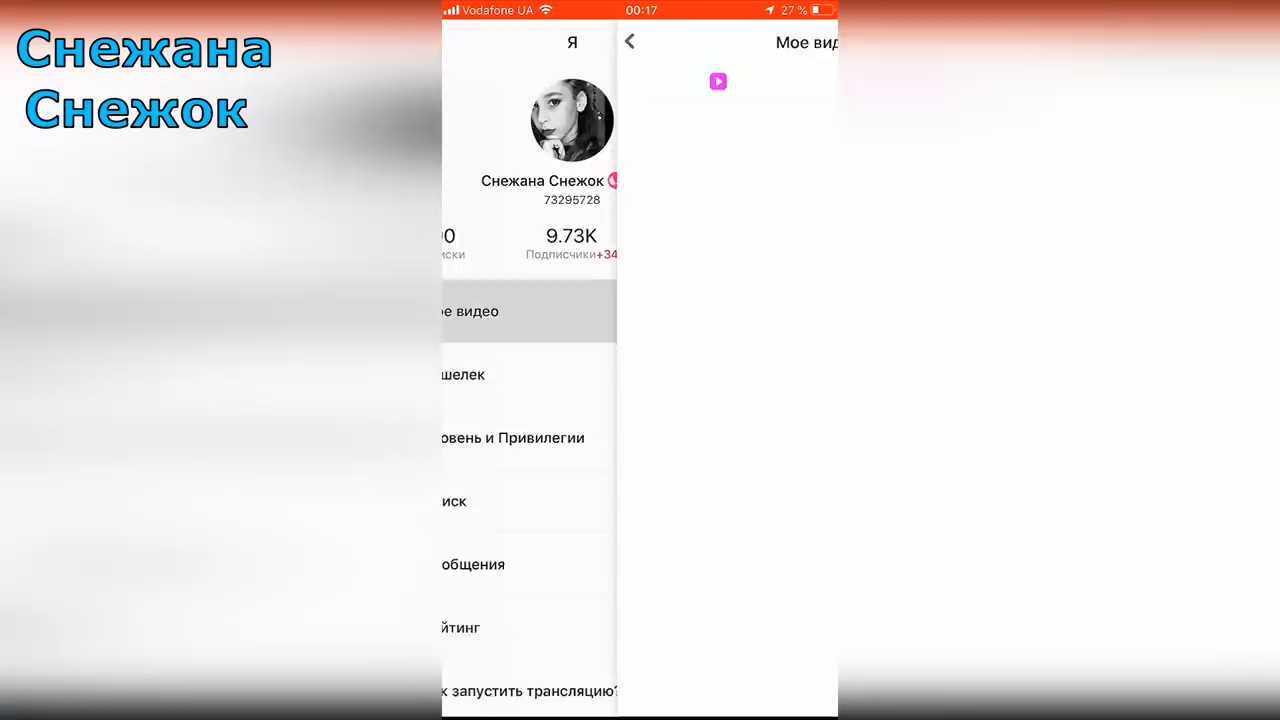 Снежана
Снежок
Vodafone UA
00:17
27 %
Я
Мое вид
Снежана Снежок
73295728
00
9.73K
иски
Подписчики+34
ое видео
шелек
овень и Привилегии
иск
общения
йтинг
к запустить трансляцию?